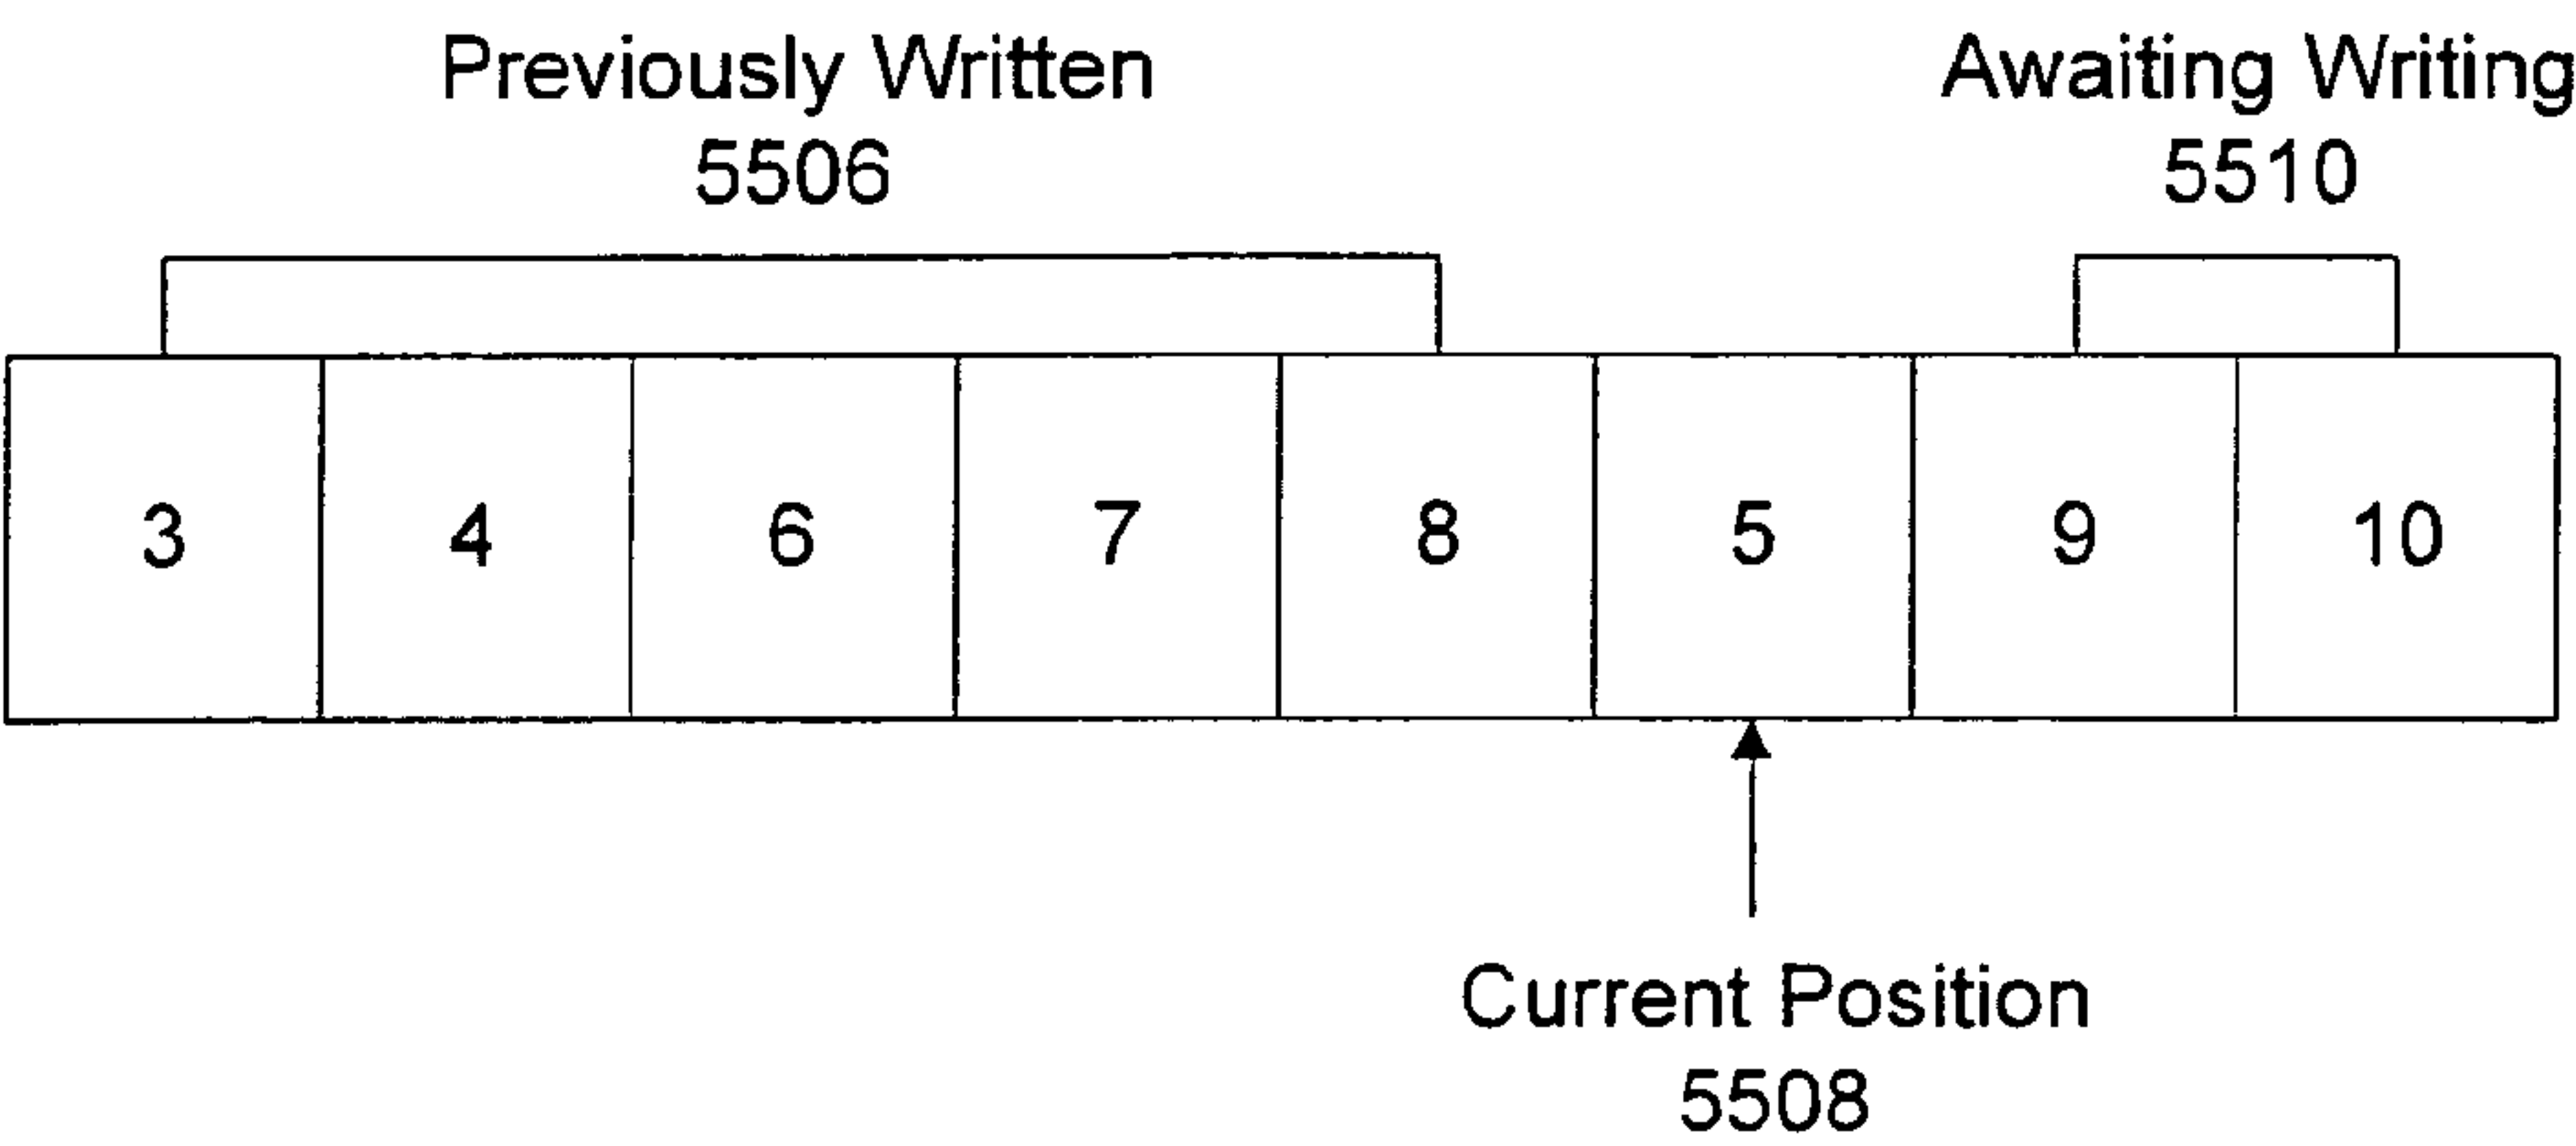 Previously Written
5506
Awaiting Writing
5510
3 4 6 7 8 5 9 10
Current Position
5508